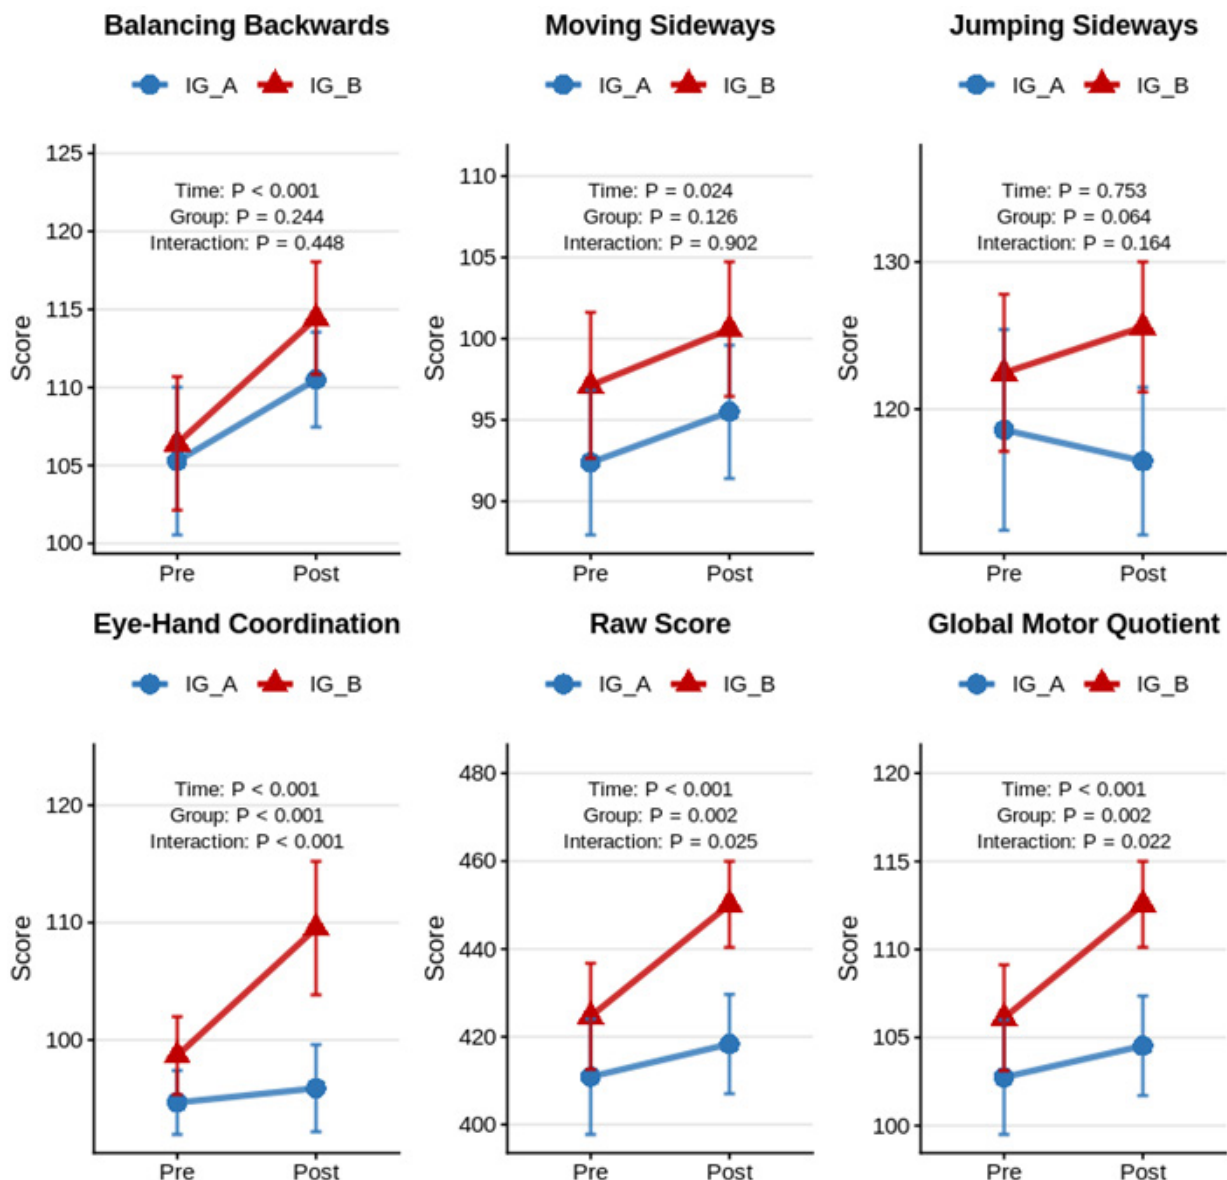 Balancing Backwards
IG_A IG_B
125
120
115
110
105
100
Score
Time: P < 0.001
Group: P = 0.244
Interaction: P = 0.448
Pre Post
Moving Sideways
IG_A IG_B
110
105
100
95
90
Score
Time: P = 0.024
Group: P = 0.126
Interaction: P = 0.902
Pre Post
Jumping Sideways
IG_A IG_B
130
120
Score
Time: P = 0.753
Group: P = 0.064
Interaction: P = 0.164
Pre Post
Eye-Hand Coordination
IG_A IG_B
120
110
100
Score
Time: P < 0.001
Group: P < 0.001
Interaction: P < 0.001
Pre Post
Raw Score
IG_A IG_B
480
460
440
420
400
Score
Time: P < 0.001
Group: P = 0.002
Interaction: P = 0.025
Pre Post
Global Motor Quotient
IG_A IG_B
120
115
110
105
100
Score
Time: P < 0.001
Group: P = 0.002
Interaction: P = 0.022
Pre Post